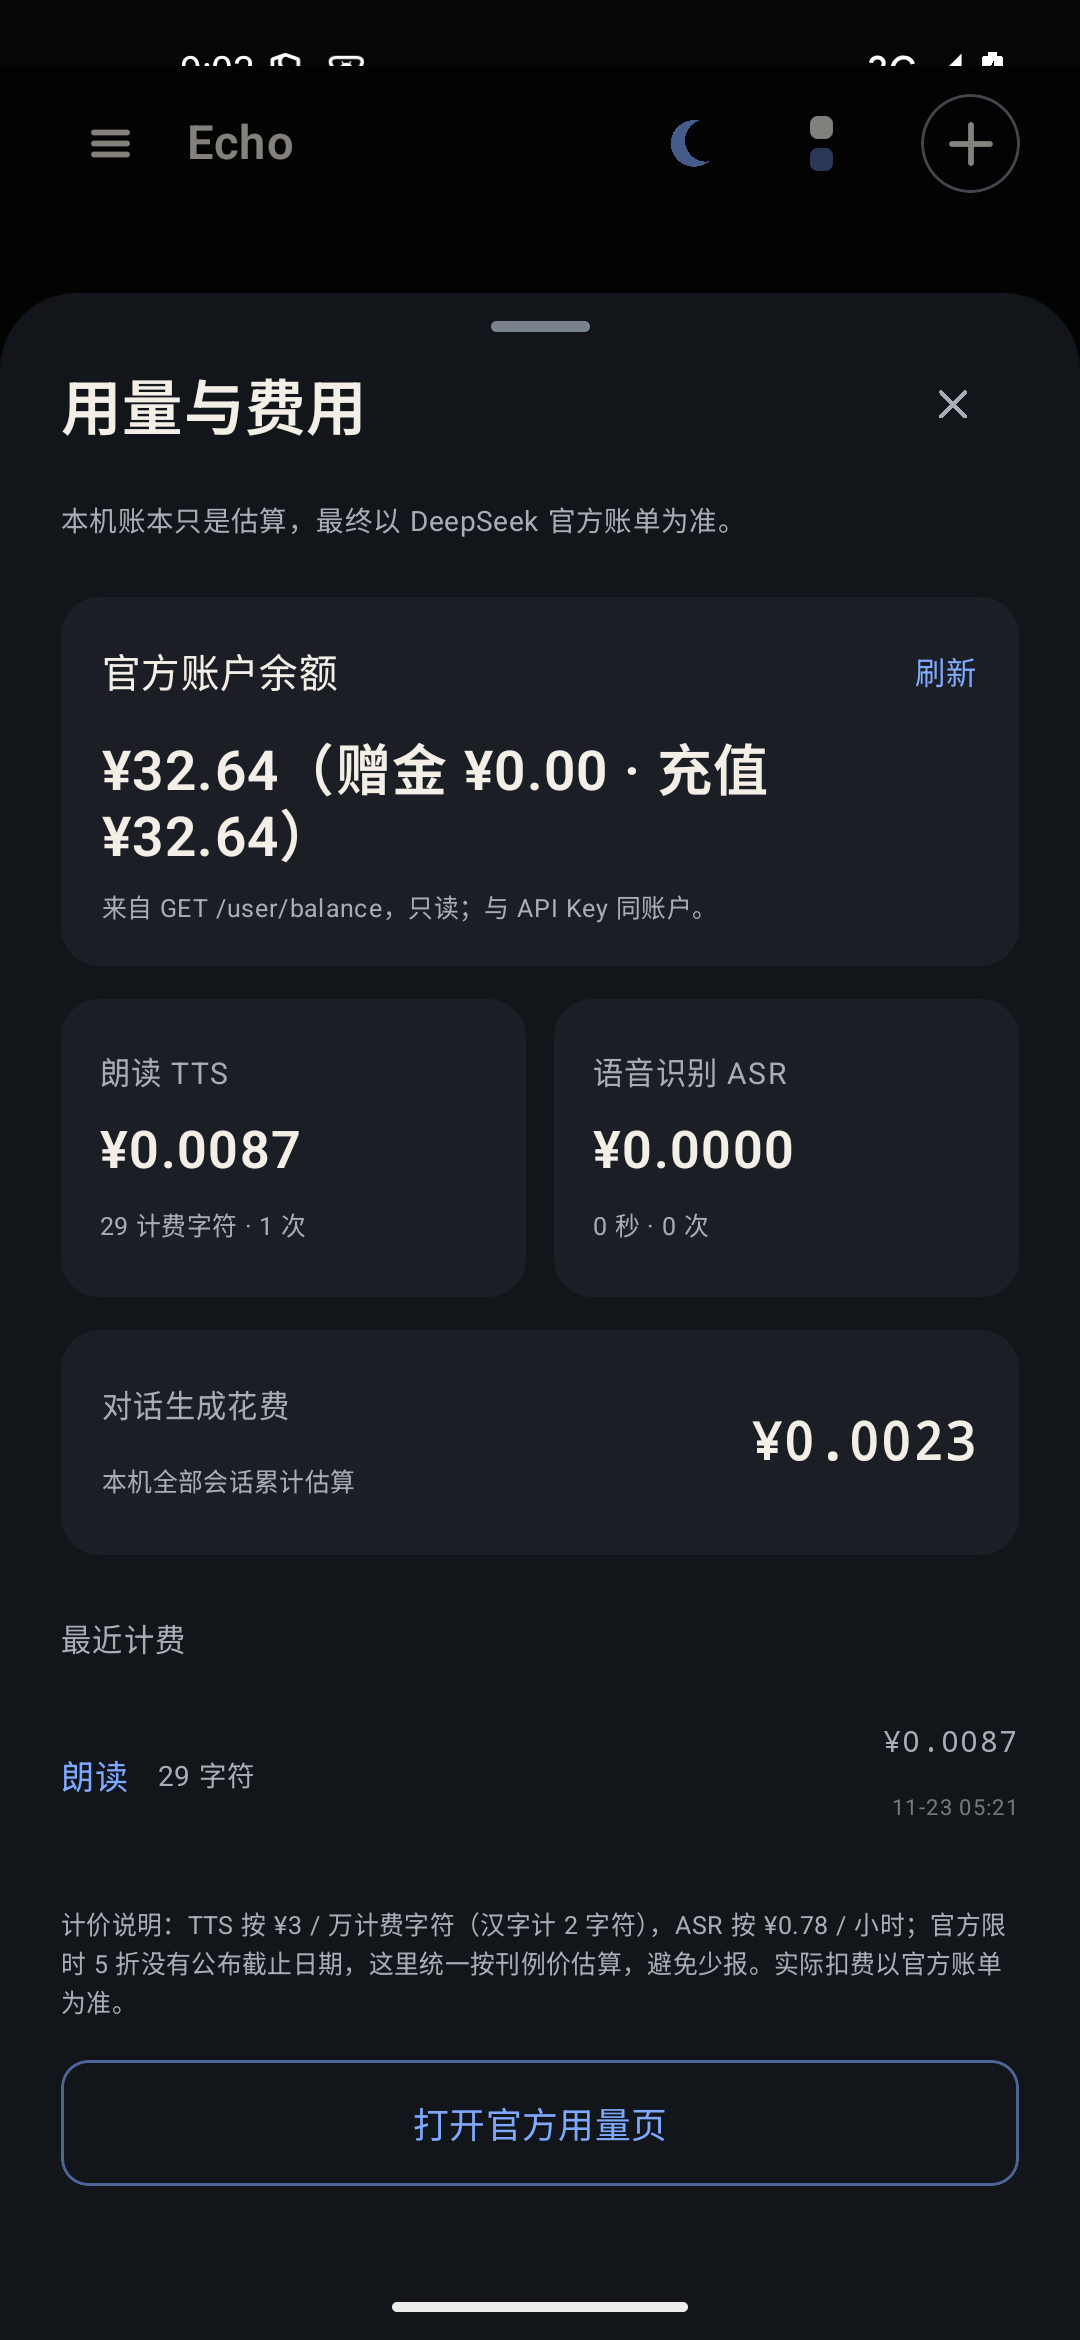 Echo
用量与费用
本机账本只是估算，最终以 DeepSeek 官方账单为准。
官方账户余额
刷新
¥32.64（赠金 ¥0.00 · 充值
¥32.64）
来自 GET /user/balance，只读；与 API Key 同账户。
朗读 TTS
¥0.0087
29 计费字符 · 1 次
语音识别 ASR
¥0.0000
0 秒 · 0 次
对话生成花费
本机全部会话累计估算
¥0.0023
最近计费
朗读 29 字符
¥0.0087
11-23 05:21
计价说明：TTS 按 ¥3 / 万计费字符（汉字计 2 字符），ASR 按 ¥0.78 / 小时；官方限
时 5 折没有公布截止日期，这里统一按刊例价估算，避免少报。实际扣费以官方账单
为准。
打开官方用量页